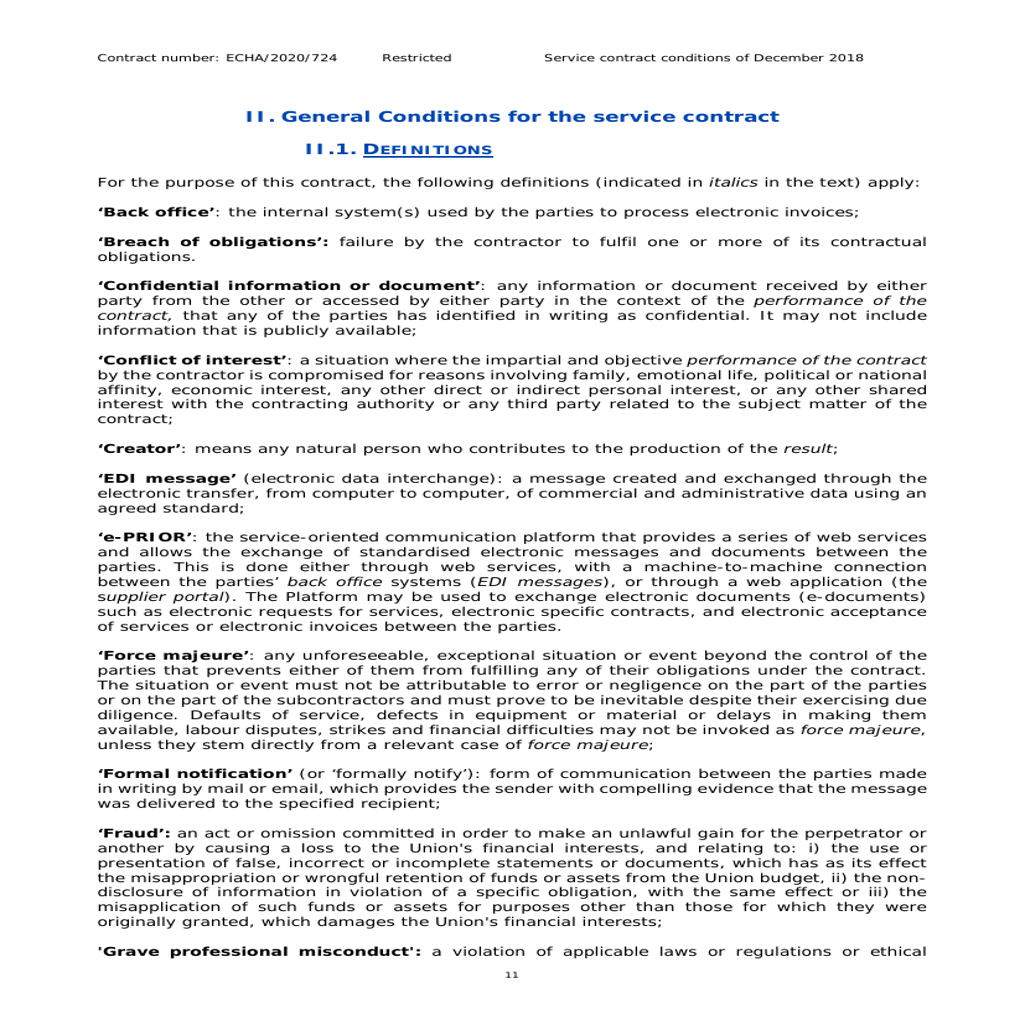 Contract number: ECHA/2020/724 Restricted Service contract conditions of December 2018
II. General Conditions for the service contract
II.1. DEFINITIONS
For the purpose of this contract, the following definitions (indicated in italics in the text) apply:
‘Back office’: the internal system(s) used by the parties to process electronic invoices;
‘Breach of obligations’: failure by the contractor to fulfil one or more of its contractual
obligations.
‘Confidential information or document’: any information or document received by either
party from the other or accessed by either party in the context of the performance of the
contract, that any of the parties has identified in writing as confidential. It may not include
information that is publicly available;
‘Conflict of interest’: a situation where the impartial and objective performance of the contract
by the contractor is compromised for reasons involving family, emotional life, political or national
affinity, economic interest, any other direct or indirect personal interest, or any other shared
interest with the contracting authority or any third party related to the subject matter of the
contract;
‘Creator’: means any natural person who contributes to the production of the result;
‘EDI message’ (electronic data interchange): a message created and exchanged through the
electronic transfer, from computer to computer, of commercial and administrative data using an
agreed standard;
‘e-PRIOR’: the service-oriented communication platform that provides a series of web services
and allows the exchange of standardised electronic messages and documents between the
parties. This is done either through web services, with a machine-to-machine connection
between the parties’ back office systems (EDI messages), or through a web application (the
supplier portal). The Platform may be used to exchange electronic documents (e-documents)
such as electronic requests for services, electronic specific contracts, and electronic acceptance
of services or electronic invoices between the parties.
‘Force majeure’: any unforeseeable, exceptional situation or event beyond the control of the
parties that prevents either of them from fulfilling any of their obligations under the contract.
The situation or event must not be attributable to error or negligence on the part of the parties
or on the part of the subcontractors and must prove to be inevitable despite their exercising due
diligence. Defaults of service, defects in equipment or material or delays in making them
available, labour disputes, strikes and financial difficulties may not be invoked as force majeure,
unless they stem directly from a relevant case of force majeure;
‘Formal notification’ (or ‘formally notify’): form of communication between the parties made
in writing by mail or email, which provides the sender with compelling evidence that the message
was delivered to the specified recipient;
‘Fraud’: an act or omission committed in order to make an unlawful gain for the perpetrator or
another by causing a loss to the Union's financial interests, and relating to: i) the use or
presentation of false, incorrect or incomplete statements or documents, which has as its effect
the misappropriation or wrongful retention of funds or assets from the Union budget, ii) the non-
disclosure of information in violation of a specific obligation, with the same effect or iii) the
misapplication of such funds or assets for purposes other than those for which they were
originally granted, which damages the Union's financial interests;
'Grave professional misconduct': a violation of applicable laws or regulations or ethical
11